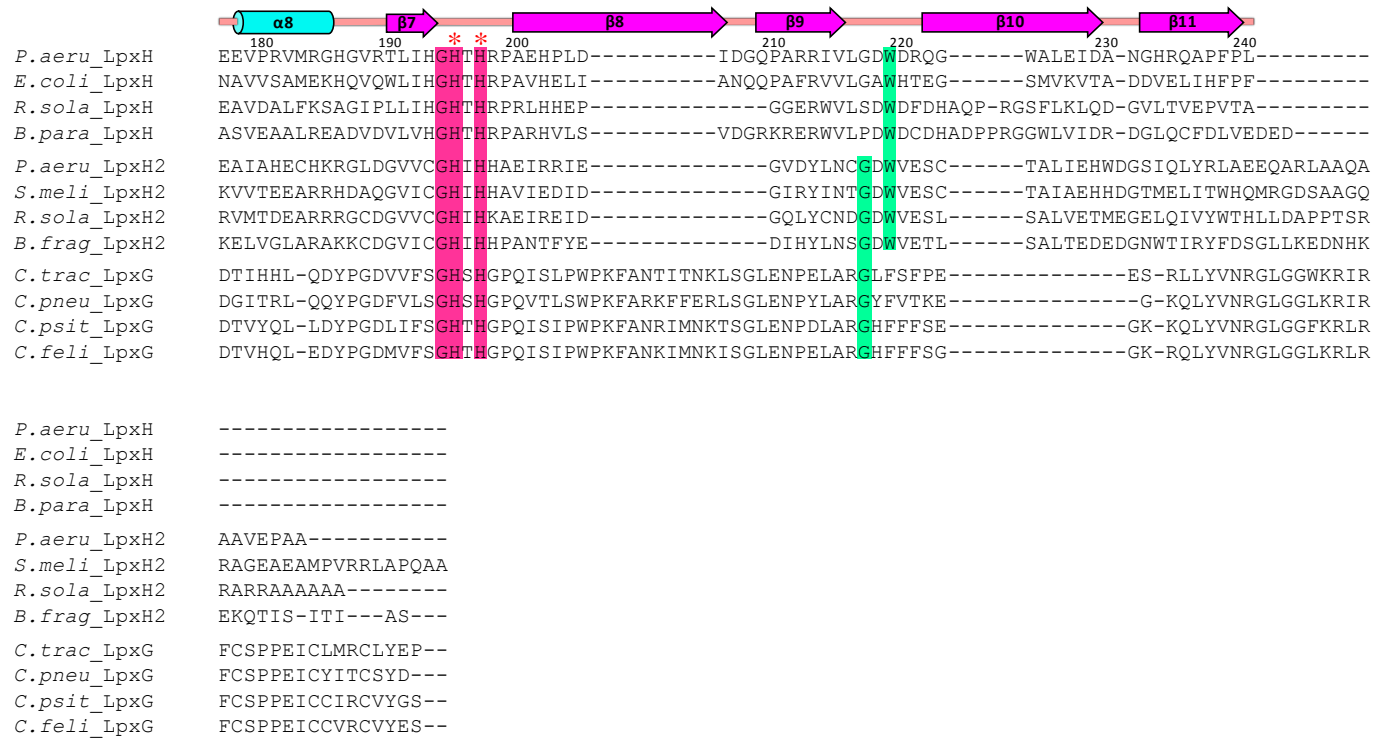 α8 β7 β8 β9 β10 β11
* *
180 190 200 210 220 230 240
P.aeru_LpxH EEVPRVMRGHGVRTLIHGHTHRPAEHPLD----------IDGQPARRIVLGDWDRQG------WALEIDA-NGHRQAPFPL---------
E.coli_LpxH NAVVSAMEKHQVQWLIHGHTHRPAVHELI----------ANQQPAFRVVLGAWHTEG------SMVKVTA-DDVELIHFPF---------
R.sola_LpxH EAVDALFKSAGIPLLIHGHTHRPRLHHEP--------------GGERWVLSDWDFDHAQP-RGSFLKLQD-GVLTVEPVTA---------
B.para_LpxH ASVEAALREADVDVLVHGHTHRPARHVLS----------VDGRKRERWVLPDWDCDHADPPRGGWLVIDR-DGLQCFDLVEDED------
P.aeru_LpxH2 EAIAHECHKRGLDGVVCGHIHHAEIRRIE--------------GVDYLNCGDWVESC------TALIEHWDGSIQLYRLAEEQARLAAQA
S.meli_LpxH2 KVVTEEARRHDAQGVICGHIHHAVIEDID--------------GIRYINTGDWVESC------TAIAEHHDGTMELITWHQMRGDSAAGQ
R.sola_LpxH2 RVMTDEARRRGCDGVVCGHIHKAEIREID--------------GQLYCNDGDWVESL------SALVETMEGELQIVYWTHLLDAPPTSR
B.frag_LpxH2 KELVGLARAKKCDGVICGHIHHPANTFYE--------------DIHYLNSGDWVETL------SALTEDEDGNWTIRYFDSGLLKEDNHK
C.trac_LpxG DTIHHL-QDYPGDVVFSGHSHGPQISLPWPKFANTITNKLSGLENPELARGLFSFPE--------------ES-RLLYVNRGLGGWKRIR
C.pneu_LpxG DGITRL-QQYPGDFVLSGHSHGPQVTLSWPKFARKFFERLSGLENPYLARGYFVTKE---------------G-KQLYVNRGLGGLKRIR
C.psit_LpxG DTVYQL-LDYPGDLIFSGHTHGPQISIPWPKFANRIMNKTSGLENPDLARGHFFFSE--------------GK-KQLYVNRGLGGFKRLR
C.feli_LpxG DTVHQL-EDYPGDMVFSGHTHGPQISIPWPKFANKIMNKISGLENPELARGHFFFSG--------------GK-RQLYVNRGLGGLKRLR
P.aeru_LpxH ------------------
E.coli_LpxH ------------------
R.sola_LpxH ------------------
B.para_LpxH ------------------
P.aeru_LpxH2 AAVEPAA-----------
S.meli_LpxH2 RAGEAEAMPVRRLAPQAA
R.sola_LpxH2 RARRAAAAAA--------
B.frag_LpxH2 EKQTIS-ITI---AS---
C.trac_LpxG FCSPPEICLMRCLYEP--
C.pneu_LpxG FCSPPEICYITCSYD---
C.psit_LpxG FCSPPEICCIRCVYGS--
C.feli_LpxG FCSPPEICCVRCVYES--